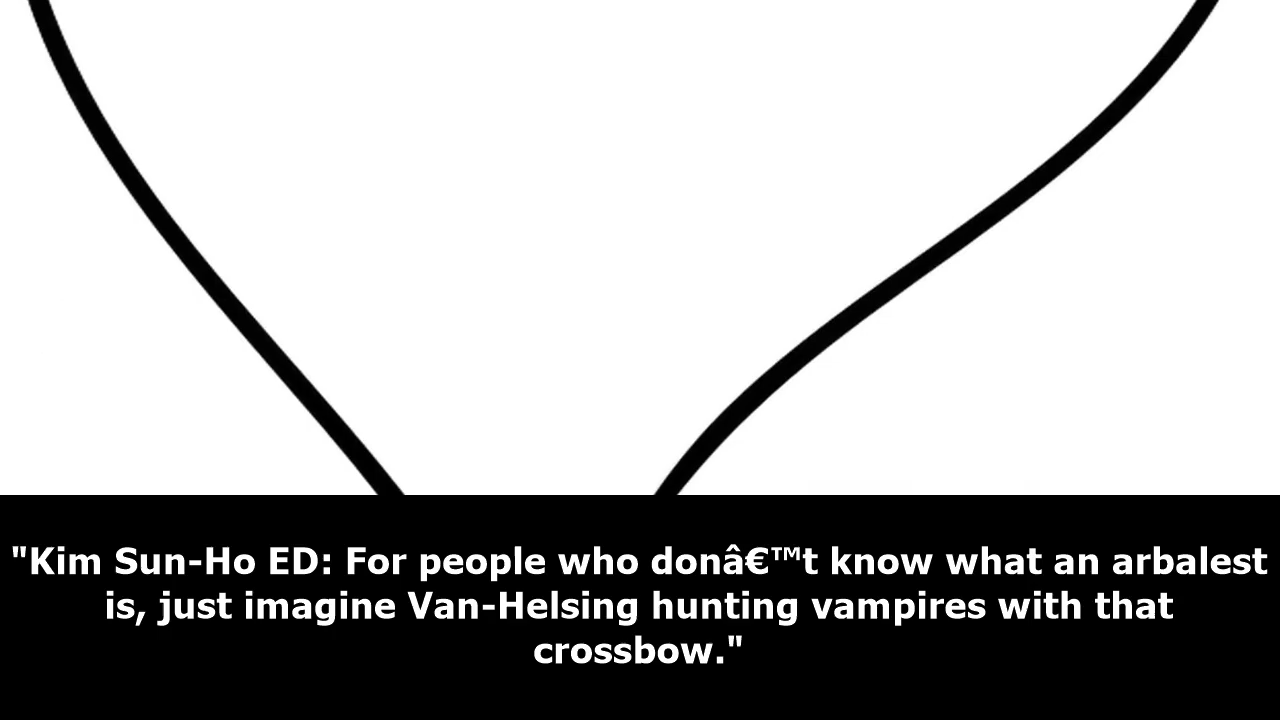 "Kim Sun-Ho ED: For people who donâ€™t know what an arbalest
is, just imagine Van-Helsing hunting vampires with that
crossbow."